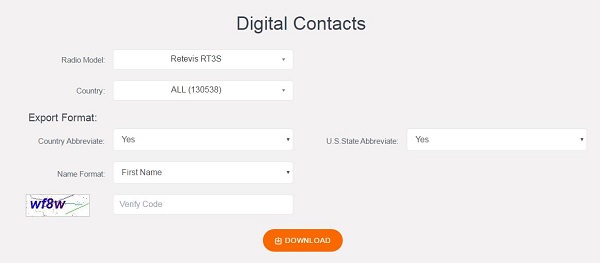 Digital Contacts
Radio Model: Retevis RT3S
Country: ALL (130538)
Export Format:
Country Abbreviate: Yes U.S.State Abbreviate: Yes
Name Format: First Name
wf8w Verify Code
DOWNLOAD